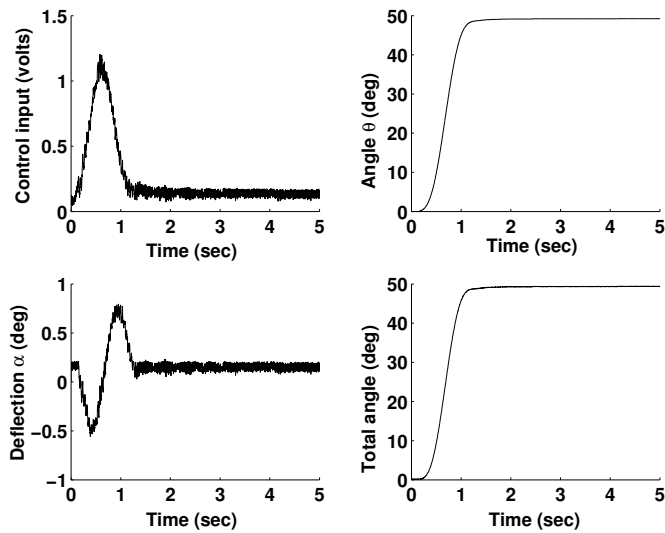 Control input (volts)
1.5
1
0.5
0
0 1 2 3 4 5
Time (sec)
Angle θ (deg)
50
40
30
20
10
0
0 1 2 3 4 5
Time (sec)
Deflection α (deg)
1
0.5
0
−0.5
−1
0 1 2 3 4 5
Time (sec)
Total angle (deg)
50
40
30
20
10
0
0 1 2 3 4 5
Time (sec)